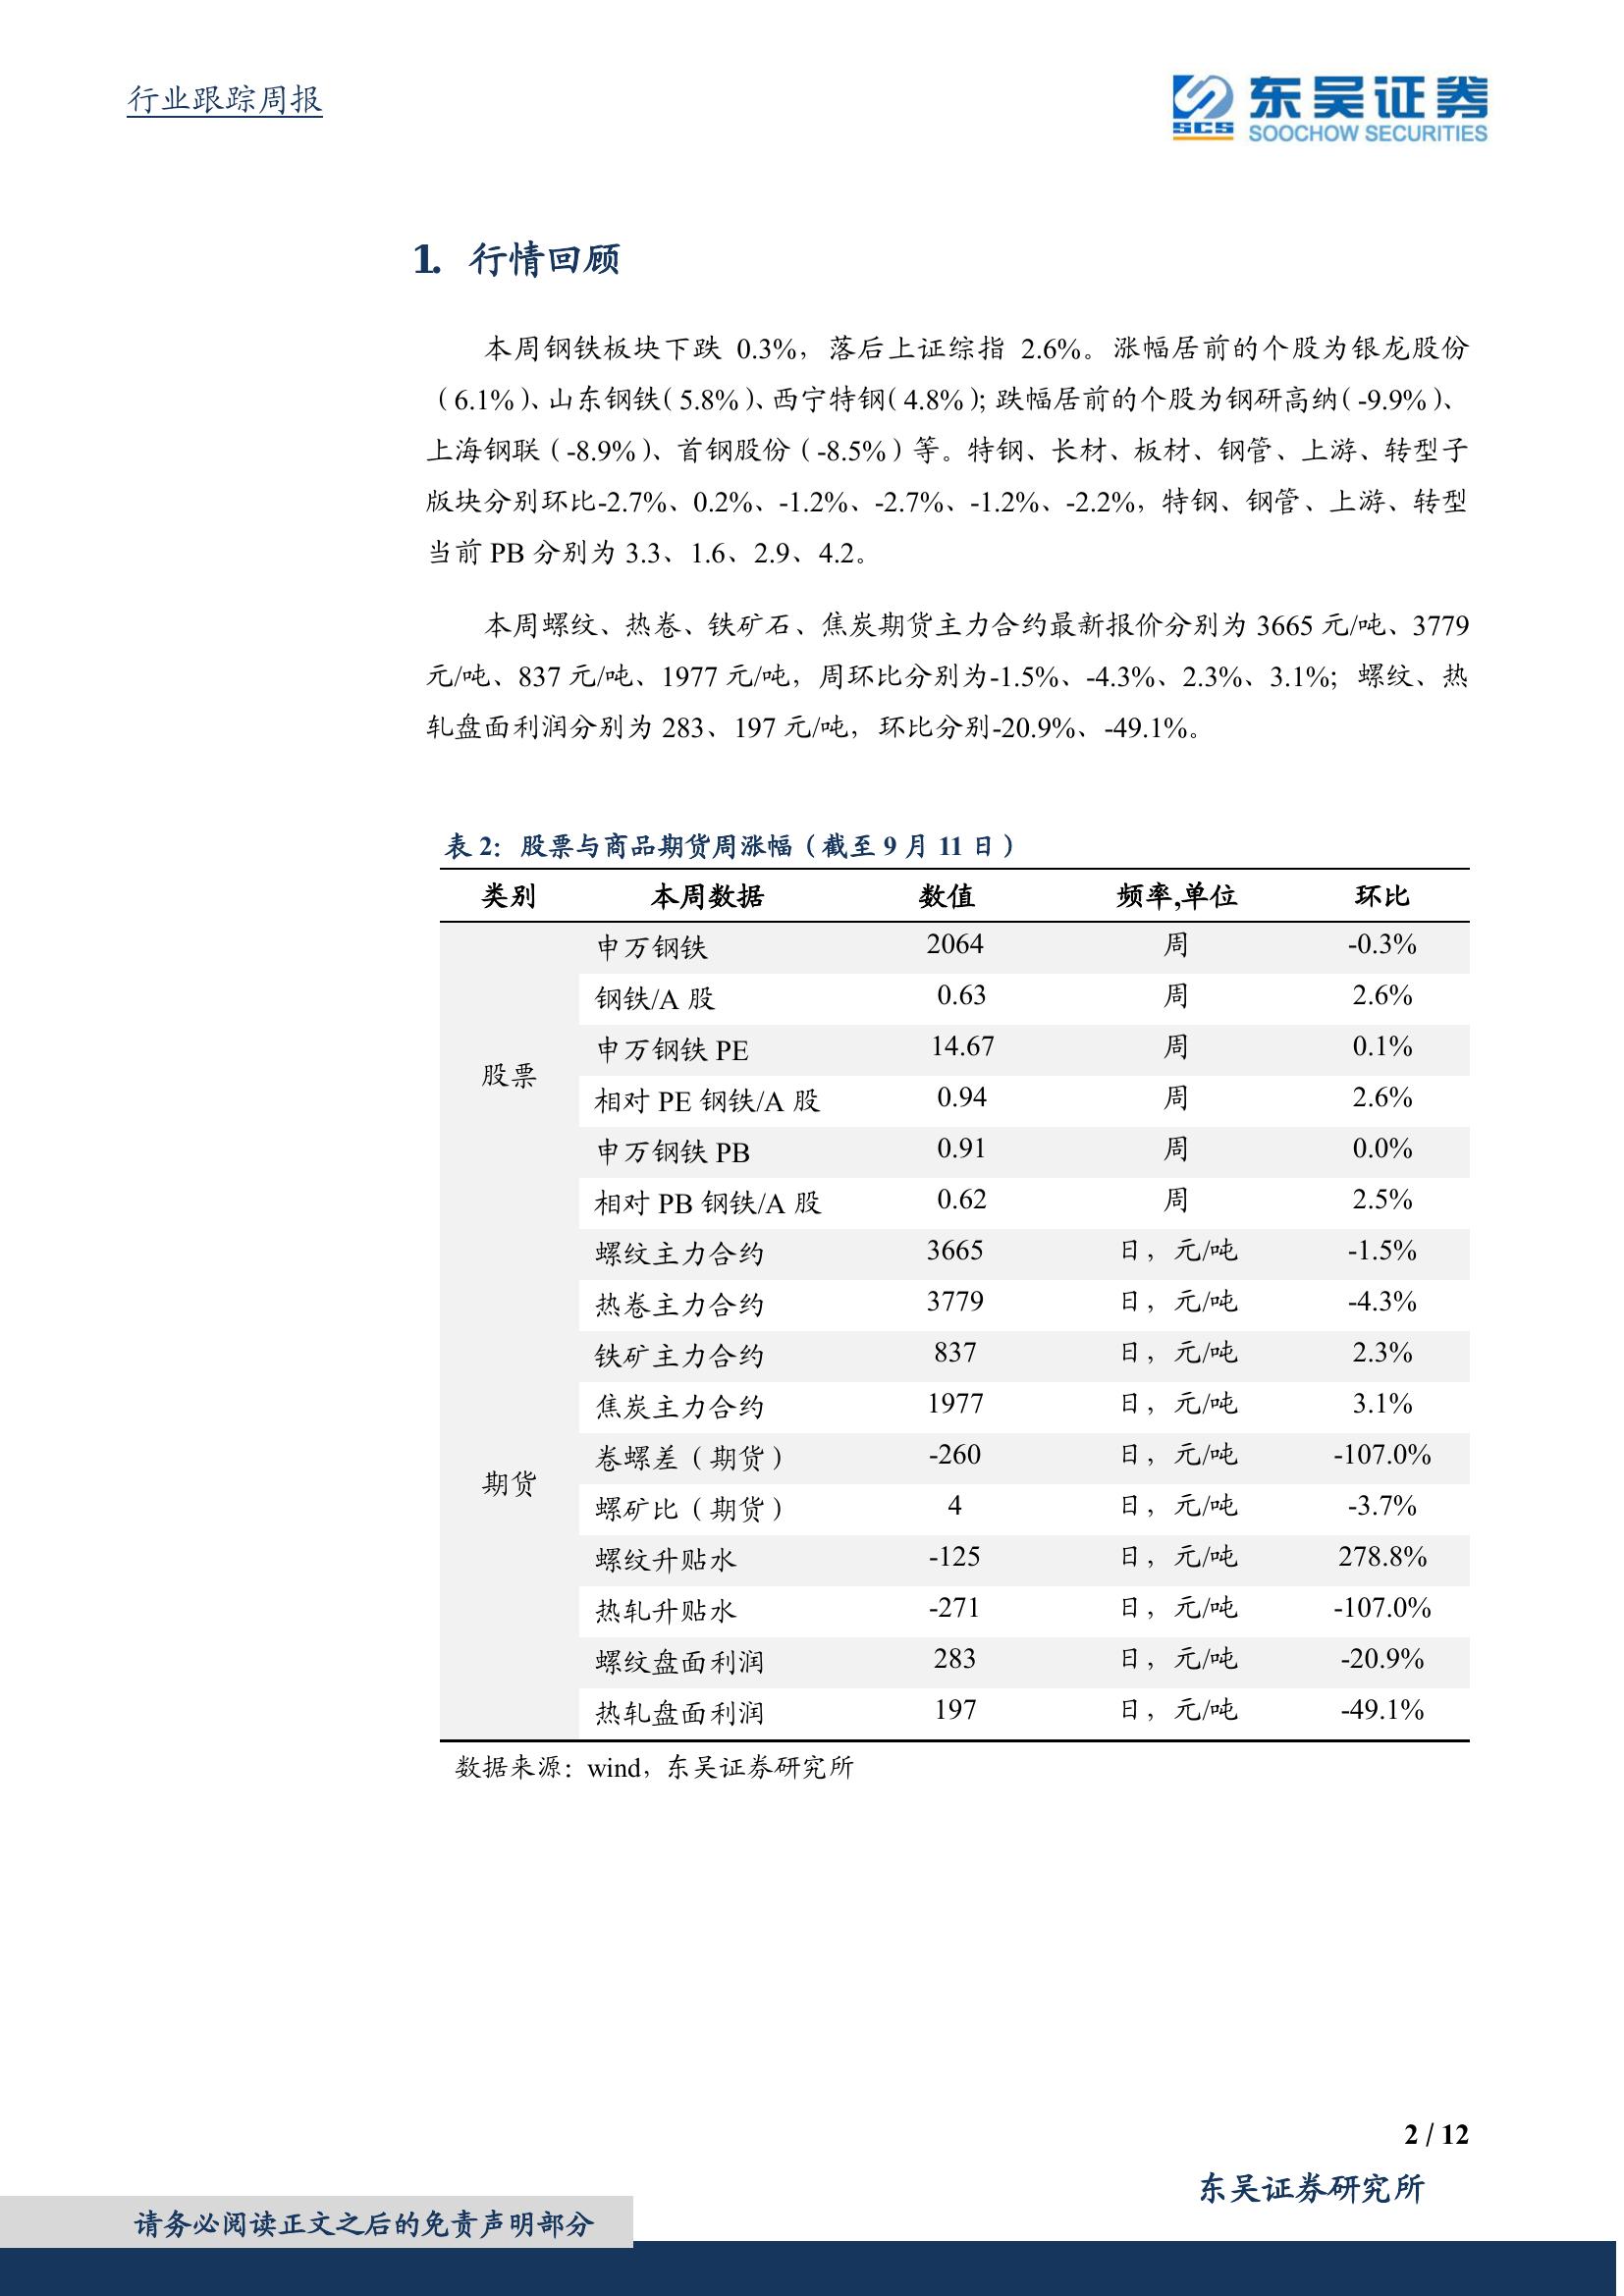 行业跟踪周报
东吴证券
SCS
SOOCHOW SECURITIES
1. 行情回顾
本周钢铁板块下跌 0.3%，落后上证综指 2.6%。涨幅居前的个股为银龙股份
（6.1%）、山东钢铁（5.8%）、西宁特钢（4.8%）；跌幅居前的个股为钢研高纳（-9.9%）、
上海钢联（-8.9%）、首钢股份（-8.5%）等。特钢、长材、板材、钢管、上游、转型子
版块分别环比-2.7%、0.2%、-1.2%、-2.7%、-1.2%、-2.2%，特钢、钢管、上游、转型
当前 PB 分别为 3.3、1.6、2.9、4.2。
本周螺纹、热卷、铁矿石、焦炭期货主力合约最新报价分别为 3665 元/吨、3779
元/吨、837 元/吨、1977 元/吨，周环比分别为-1.5%、-4.3%、2.3%、3.1%；螺纹、热
轧盘面利润分别为 283、197 元/吨，环比分别-20.9%、-49.1%。
表 2：股票与商品期货周涨幅（截至 9 月 11 日）
类别 本周数据 数值 频率,单位 环比
申万钢铁 2064 周 -0.3%
钢铁/A 股 0.63 周 2.6%
申万钢铁 PE 14.67 周 0.1%
股票
相对 PE 钢铁/A 股 0.94 周 2.6%
申万钢铁 PB 0.91 周 0.0%
相对 PB 钢铁/A 股 0.62 周 2.5%
螺纹主力合约 3665 日，元/吨 -1.5%
热卷主力合约 3779 日，元/吨 -4.3%
铁矿主力合约 837 日，元/吨 2.3%
焦炭主力合约 1977 日，元/吨 3.1%
卷螺差（期货） -260 日，元/吨 -107.0%
期货
螺矿比（期货） 4 日，元/吨 -3.7%
螺纹升贴水 -125 日，元/吨 278.8%
热轧升贴水 -271 日，元/吨 -107.0%
螺纹盘面利润 283 日，元/吨 -20.9%
热轧盘面利润 197 日，元/吨 -49.1%
数据来源：wind，东吴证券研究所
2 / 12
东吴证券研究所
请务必阅读正文之后的免责声明部分